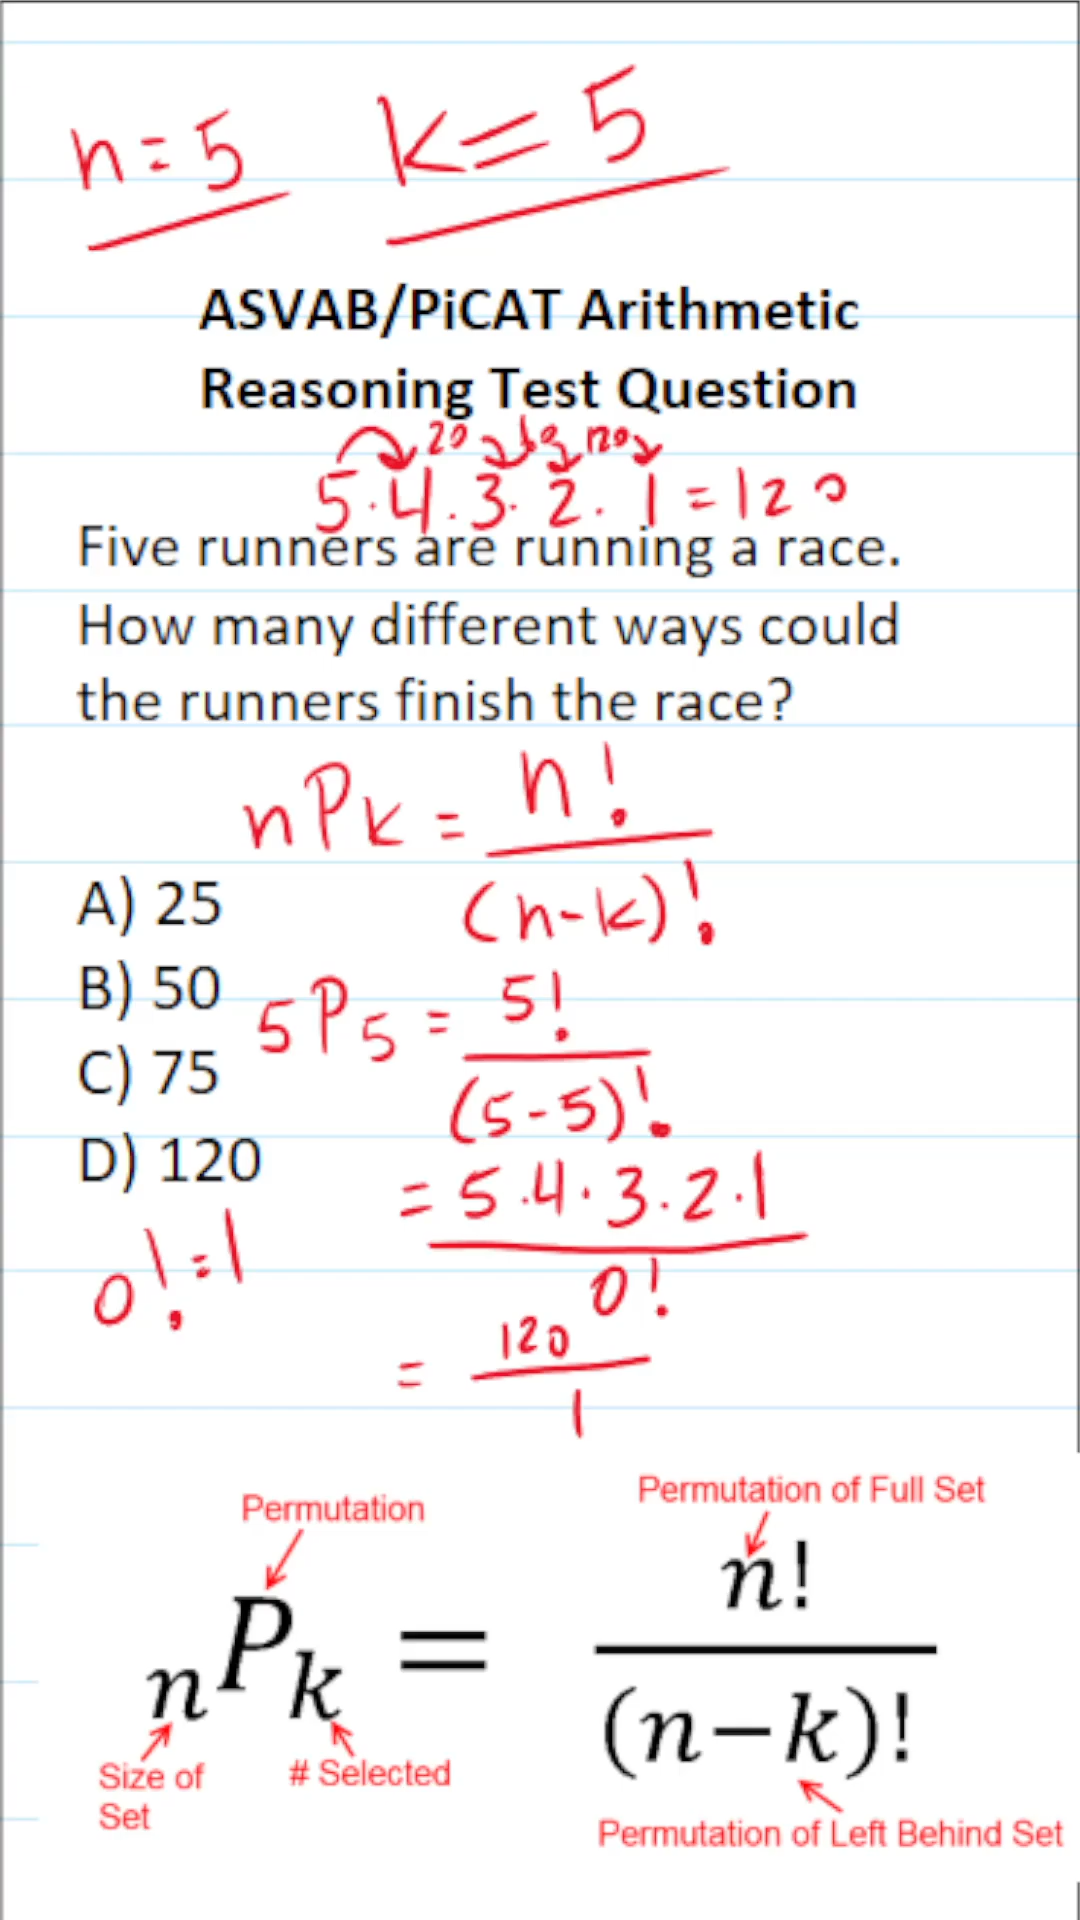 n=5 k=5
ASVAB/PiCAT Arithmetic
Reasoning Test Question
20 60 120
5·4·3·2·1=120
Five runners are running a race.
How many different ways could
the runners finish the race?
nPk = n!
(n-k)!
A) 25
B) 50
5P5 = 5!
(5-5)!
C) 75
D) 120
= 5·4·3·2·1
0!
0!=1
= 120
1
Permutation
Permutation of Full Set
nPk = n!
(n-k)!
Size of
Set
# Selected
Permutation of Left Behind Set